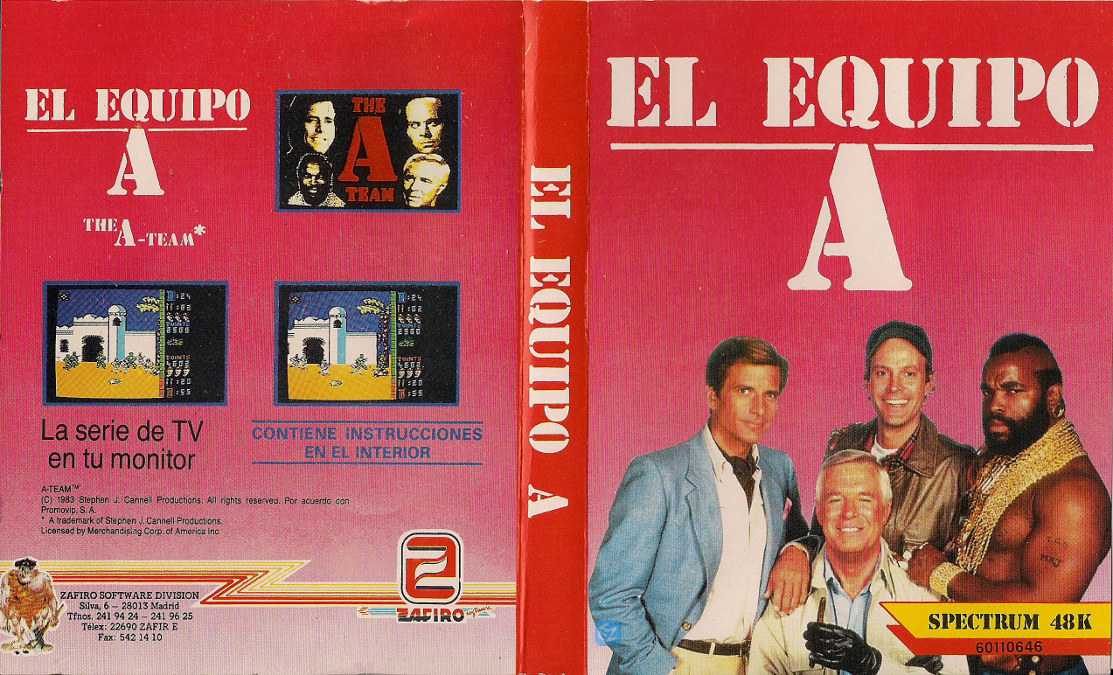 EL EQUIPO
A
THE A-TEAM*
THE
A
TEAM
La serie de TV
en tu monitor
CONTIENE INSTRUCCIONES
EN EL INTERIOR
A-TEAM™
(C) 1983 Stephen J. Cannell Productions. All rights reserved. Por acuerdo con
Promovip, S. A.
* A trademark of Stephen J. Cannell Productions.
Licensed by Merchandising Corp. of America Inc.
ZAFIRO SOFTWARE DIVISION
Silva, 6 – 28013 Madrid
Tfnos. 241 94 24 – 241 96 25
Télex: 22690 ZAFIR E
Fax: 542 14 10
ZAFIRO software
EL EQUIPO A
EL EQUIPO
A
SPECTRUM 48K
60110646